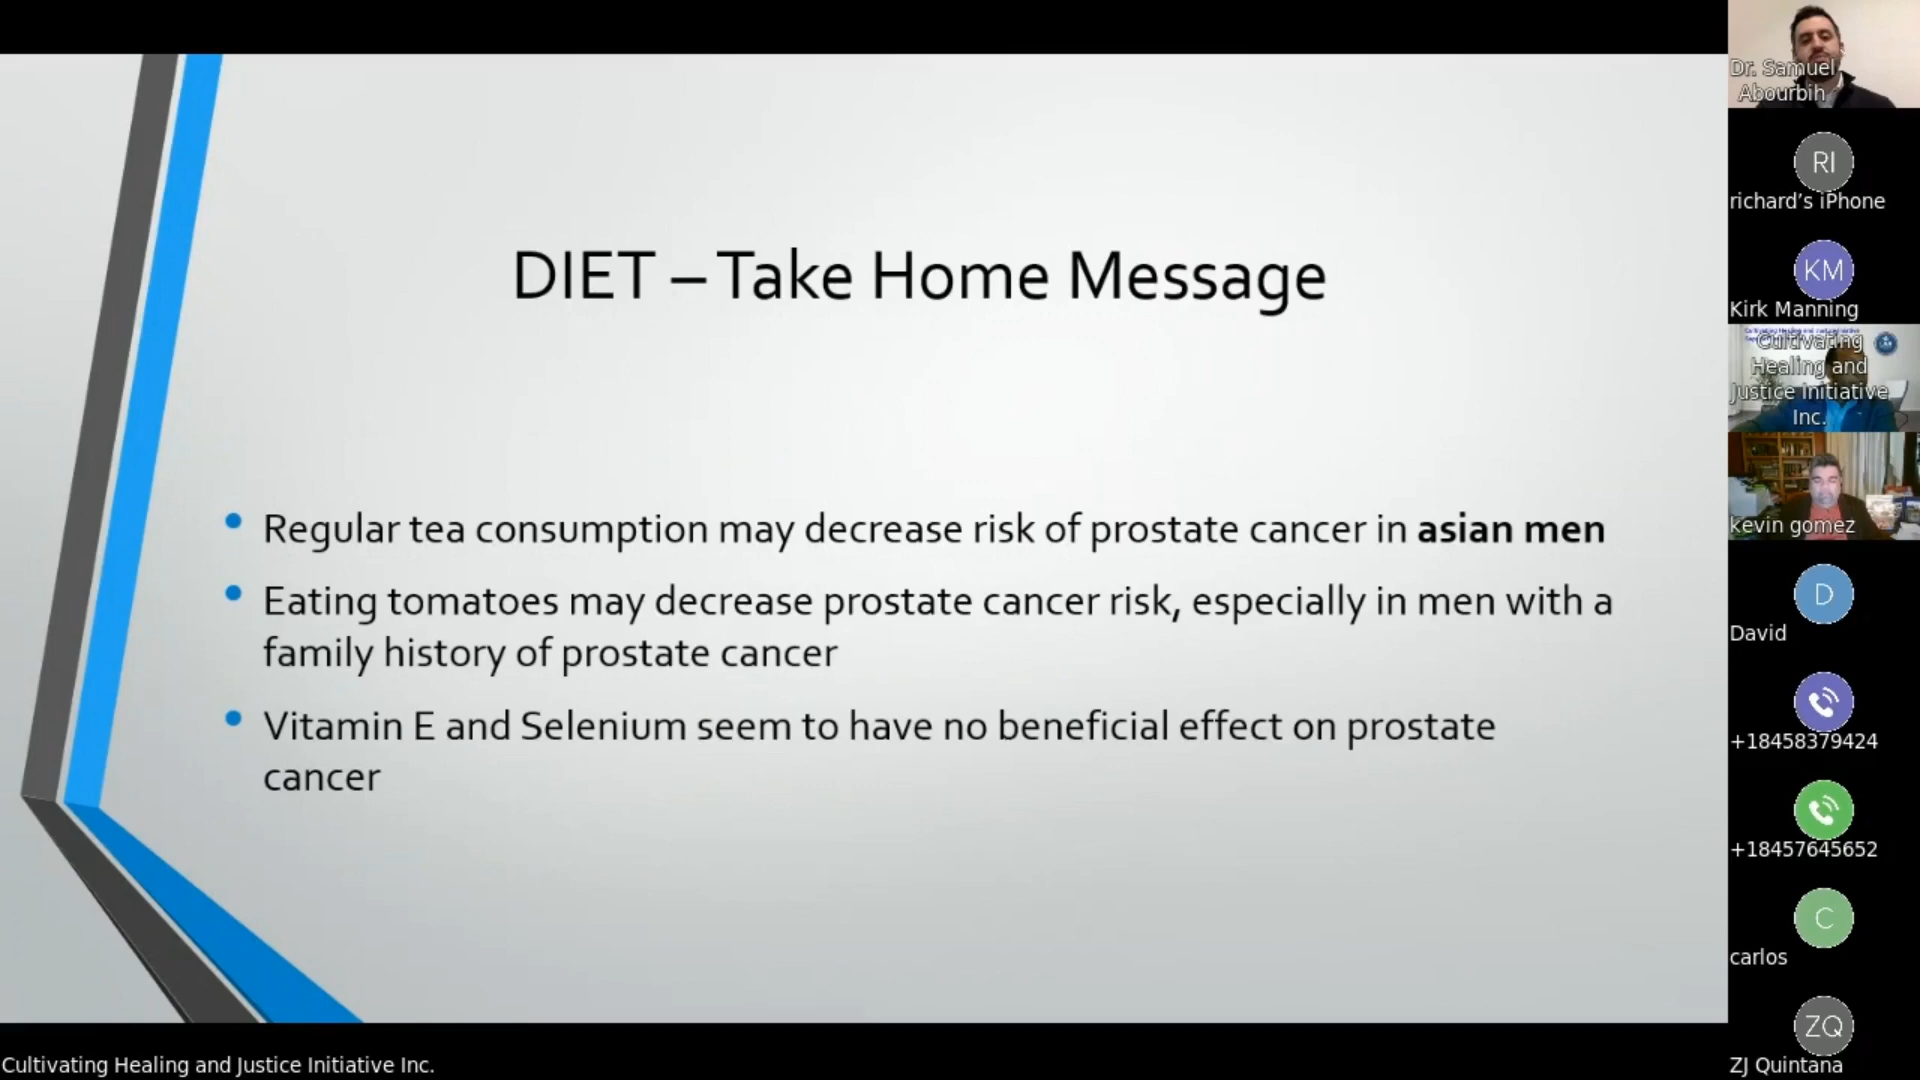 DIET – Take Home Message
Regular tea consumption may decrease risk of prostate cancer in asian men
Eating tomatoes may decrease prostate cancer risk, especially in men with a
family history of prostate cancer
Vitamin E and Selenium seem to have no beneficial effect on prostate
cancer
Dr. Samuel
Abourbih
RI
richard’s iPhone
KM
Kirk Manning
Cultivating
Healing and
Justice Initiative
Inc.
kevin gomez
D
David
+18458379424
+18457645652
C
carlos
ZQ
ZJ Quintana
Cultivating Healing and Justice Initiative Inc.